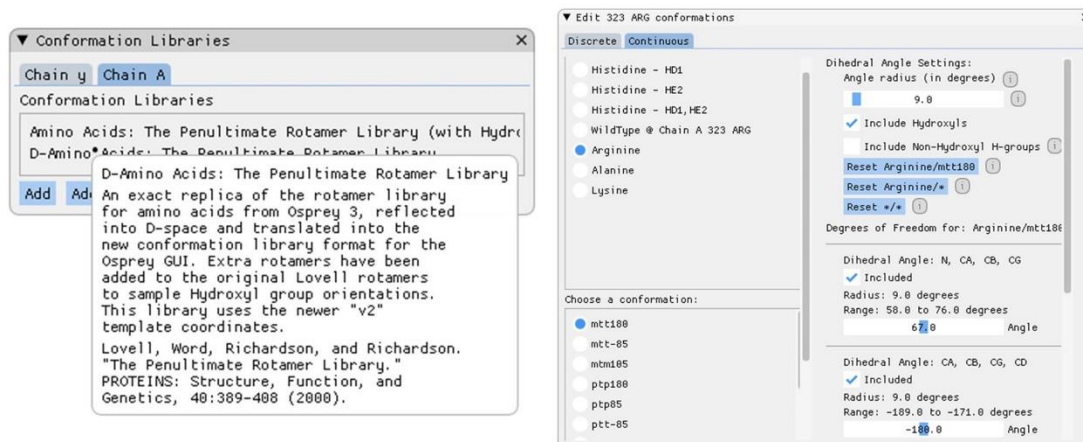 ▼ Conformation Libraries
Chain y Chain A
Conformation Libraries
Amino Acids: The Penultimate Rotamer Library (with Hydro
D-Amino Acids: The Penultimate Rotamer Library
Add
D-Amino Acids: The Penultimate Rotamer Library
An exact replica of the rotamer library
for amino acids from Osprey 3, reflected
into D-space and translated into the
new conformation library format for the
Osprey GUI. Extra rotamers have been
added to the original Lovell rotamers
to sample Hydroxyl group orientations.
This library uses the newer "v2"
template coordinates.
Lovell, Word, Richardson, and Richardson.
"The Penultimate Rotamer Library."
PROTEINS: Structure, Function, and
Genetics, 40:389-408 (2000).
▼ Edit 323 ARG conformations
Discrete Continuous
Histidine - HD1
Histidine - HE2
Histidine - HD1,HE2
WildType @ Chain A 323 ARG
Arginine
Alanine
Lysine
Choose a conformation:
mtt180
mtt-85
mtm105
ptp180
ptp85
ptt-85
Dihedral Angle Settings:
Angle radius (in degrees) (i)
9.0 (i)
Include Hydroxyls
Include Non-Hydroxyl H-groups (i)
Reset Arginine/mtt180 (i)
Reset Arginine/* (i)
Reset */* (i)
Degrees of Freedom for: Arginine/mtt180
Dihedral Angle: N, CA, CB, CG
Included
Radius: 9.0 degrees
Range: 58.0 to 76.0 degrees
67.0 Angle
Dihedral Angle: CA, CB, CG, CD
Included
Radius: 9.0 degrees
Range: -189.0 to -171.0 degrees
-180.0 Angle